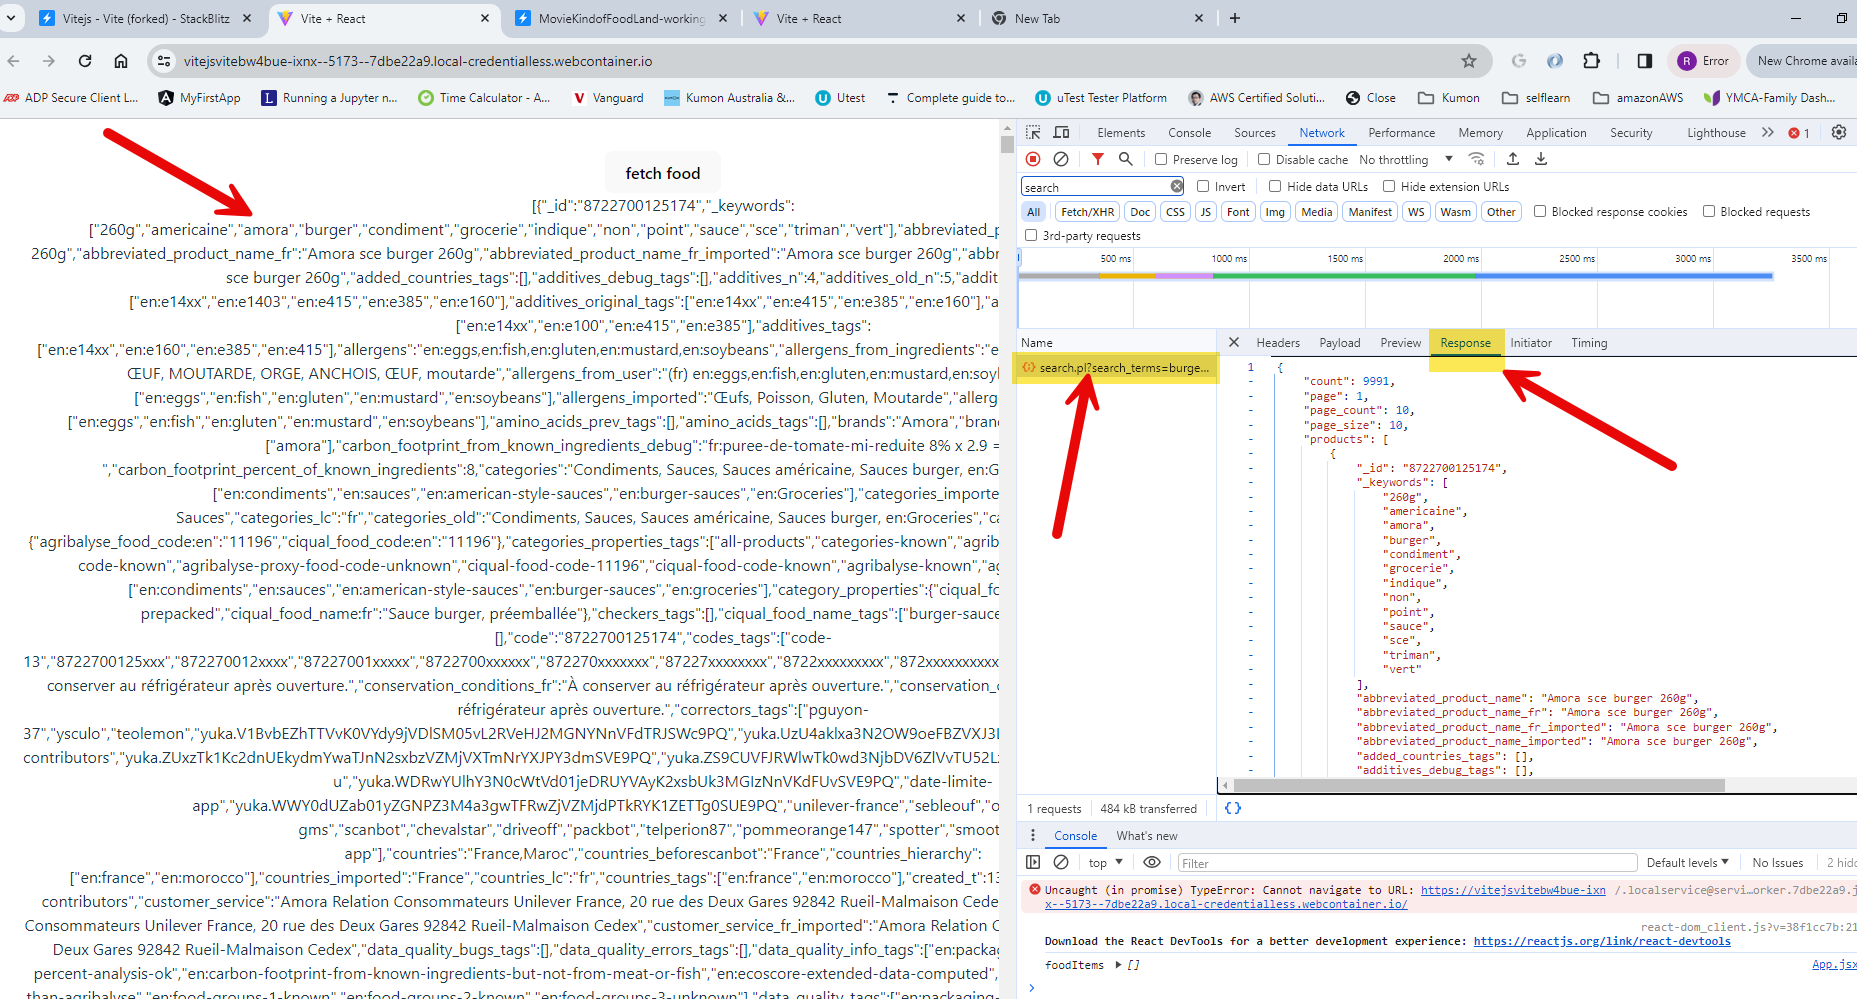 Vitejs - Vite (forked) - StackBlitz
Vite + React
MovieKindofFoodLand-working
Vite + React
New Tab
vitejsvitebw4bue-ixnx--5173--7dbe22a9.local-credentialless.webcontainer.io
R Error
New Chrome availa
ADP Secure Client L...
MyFirstApp
Running a Jupyter n...
Time Calculator - A...
Vanguard
Kumon Australia &...
Utest
Complete guide to...
uTest Tester Platform
AWS Certified Soluti...
Close
Kumon
selflearn
amazonAWS
YMCA-Family Dash...
fetch food
[{"_id":"8722700125174","_keywords":
["260g","americaine","amora","burger","condiment","grocerie","indique","non","point","sauce","sce","triman","vert"],"abbreviated_p
260g","abbreviated_product_name_fr":"Amora sce burger 260g","abbreviated_product_name_fr_imported":"Amora sce burger 260g","abbr
sce burger 260g","added_countries_tags":[],"additives_debug_tags":[],"additives_n":4,"additives_old_n":5,"addit
["en:e14xx","en:e1403","en:e415","en:e385","en:e160"],"additives_original_tags":["en:e14xx","en:e415","en:e385","en:e160"],"a
["en:e14xx","en:e100","en:e415","en:e385"],"additives_tags":
["en:e14xx","en:e160","en:e385","en:e415"],"allergens":"en:eggs,en:fish,en:gluten,en:mustard,en:soybeans","allergens_from_ingredients":"e
ŒUF, MOUTARDE, ORGE, ANCHOIS, ŒUF, moutarde","allergens_from_user":"(fr) en:eggs,en:fish,en:gluten,en:mustard,en:soyl
["en:eggs","en:fish","en:gluten","en:mustard","en:soybeans"],"allergens_imported":"Œufs, Poisson, Gluten, Moutarde","allerg
["en:eggs","en:fish","en:gluten","en:mustard","en:soybeans"],"amino_acids_prev_tags":[],"amino_acids_tags":[],"brands":"Amora","bran
["amora"],"carbon_footprint_from_known_ingredients_debug":"fr:puree-de-tomate-mi-reduite 8% x 2.9 =
","carbon_footprint_percent_of_known_ingredients":8,"categories":"Condiments, Sauces, Sauces américaine, Sauces burger, en:G
["en:condiments","en:sauces","en:american-style-sauces","en:burger-sauces","en:Groceries"],"categories_importe
Sauces","categories_lc":"fr","categories_old":"Condiments, Sauces, Sauces américaine, Sauces burger, en:Groceries","ca
{"agribalyse_food_code:en":"11196","ciqual_food_code:en":"11196"},"categories_properties_tags":["all-products","categories-known","agrib
code-known","agribalyse-proxy-food-code-unknown","ciqual-food-code-11196","ciqual-food-code-known","agribalyse-known","ag
["en:condiments","en:sauces","en:american-style-sauces","en:burger-sauces","en:groceries"],"category_properties":{"ciqual_fo
prepacked","ciqual_food_name:fr":"Sauce burger, préemballée"},"checkers_tags":[],"ciqual_food_name_tags":["burger-sauce
[],"code":"8722700125174","codes_tags":["code-
13","8722700125xxx","872270012xxxx","87227001xxxxx","8722700xxxxxx","872270xxxxxxx","87227xxxxxxxx","8722xxxxxxxxx","872xxxxxxxxxx
conserver au réfrigérateur après ouverture.","conservation_conditions_fr":"À conserver au réfrigérateur après ouverture.","conservation_c
réfrigérateur après ouverture.","correctors_tags":["pguyon-
37","ysculo","teolemon","yuka.V1BvbEZhTTVvK0VYdy9jVDlSM05vL2RVeHJ2MGNYNnVFdTRJSWc9PQ","yuka.UzU4aklxa3N2OW9oeFBZVXJ3L
contributors","yuka.ZUxzTk1Kc2dnUEkydmYwaTJnN2sxbzVZMjVXTmNrYXJPY3dmSVE9PQ","yuka.ZS9CUVFJRWlwTk0wd3NjbDV6ZlVvTU52Lz
u","yuka.WDRwYUlhY3N0cWtVd01jeDRUYVAyK2xsbUk3MGIzNnVKdFUvSVE9PQ","date-limite-
app","yuka.WWY0dUZab01yZGNPZ3M4a3gwTFRwZjVZMjdPTkRYK1ZETTg0SUE9PQ","unilever-france","sebleouf","o
gms","scanbot","chevalstar","driveoff","packbot","telperion87","pommeorange147","spotter","smoot
app"],"countries":"France,Maroc","countries_beforescanbot":"France","countries_hierarchy":
["en:france","en:morocco"],"countries_imported":"France","countries_lc":"fr","countries_tags":["en:france","en:morocco"],"created_t":13
contributors","customer_service":"Amora Relation Consommateurs Unilever France, 20 rue des Deux Gares 92842 Rueil-Malmaison Cede
Consommateurs Unilever France, 20 rue des Deux Gares 92842 Rueil-Malmaison Cedex","customer_service_fr_imported":"Amora Relation C
Deux Gares 92842 Rueil-Malmaison Cedex","data_quality_bugs_tags":[],"data_quality_errors_tags":[],"data_quality_info_tags":["en:packag
percent-analysis-ok","en:carbon-footprint-from-known-ingredients-but-not-from-meat-or-fish","en:ecoscore-extended-data-computed",
than-agribalyse","en:food-groups-1-known","en:food-groups-2-known","en:food-groups-3-unknown"],"data_quality_tags":["en:packaging-
Elements
Console
Sources
Network
Performance
Memory
Application
Security
Lighthouse
1
Preserve log
Disable cache
No throttling
search
Invert
Hide data URLs
Hide extension URLs
All
Fetch/XHR
Doc
CSS
JS
Font
Img
Media
Manifest
WS
Wasm
Other
Blocked response cookies
Blocked requests
3rd-party requests
500 ms
1000 ms
1500 ms
2000 ms
2500 ms
3000 ms
3500 ms
Name
Headers
Payload
Preview
Response
Initiator
Timing
search.pl?search_terms=burge...
1 {
- "count": 9991,
- "page": 1,
- "page_count": 10,
- "page_size": 10,
- "products": [
- {
- "_id": "8722700125174",
- "_keywords": [
- "260g",
- "americaine",
- "amora",
- "burger",
- "condiment",
- "grocerie",
- "indique",
- "non",
- "point",
- "sauce",
- "sce",
- "triman",
- "vert"
- ],
- "abbreviated_product_name": "Amora sce burger 260g",
- "abbreviated_product_name_fr": "Amora sce burger 260g",
- "abbreviated_product_name_fr_imported": "Amora sce burger 260g",
- "abbreviated_product_name_imported": "Amora sce burger 260g",
- "added_countries_tags": [],
- "additives_debug_tags": [],
1 requests
484 kB transferred
{ }
Console
What's new
top
Filter
Default levels
No Issues
2 hidd
Uncaught (in promise) TypeError: Cannot navigate to URL: https://vitejsvitebw4bue-ixn /.localservice@servi…orker.7dbe22a9.j
x--5173--7dbe22a9.local-credentialless.webcontainer.io/
react-dom_client.js?v=38f1cc7b:21
Download the React DevTools for a better development experience: https://reactjs.org/link/react-devtools
foodItems ▶ []
App.jsx